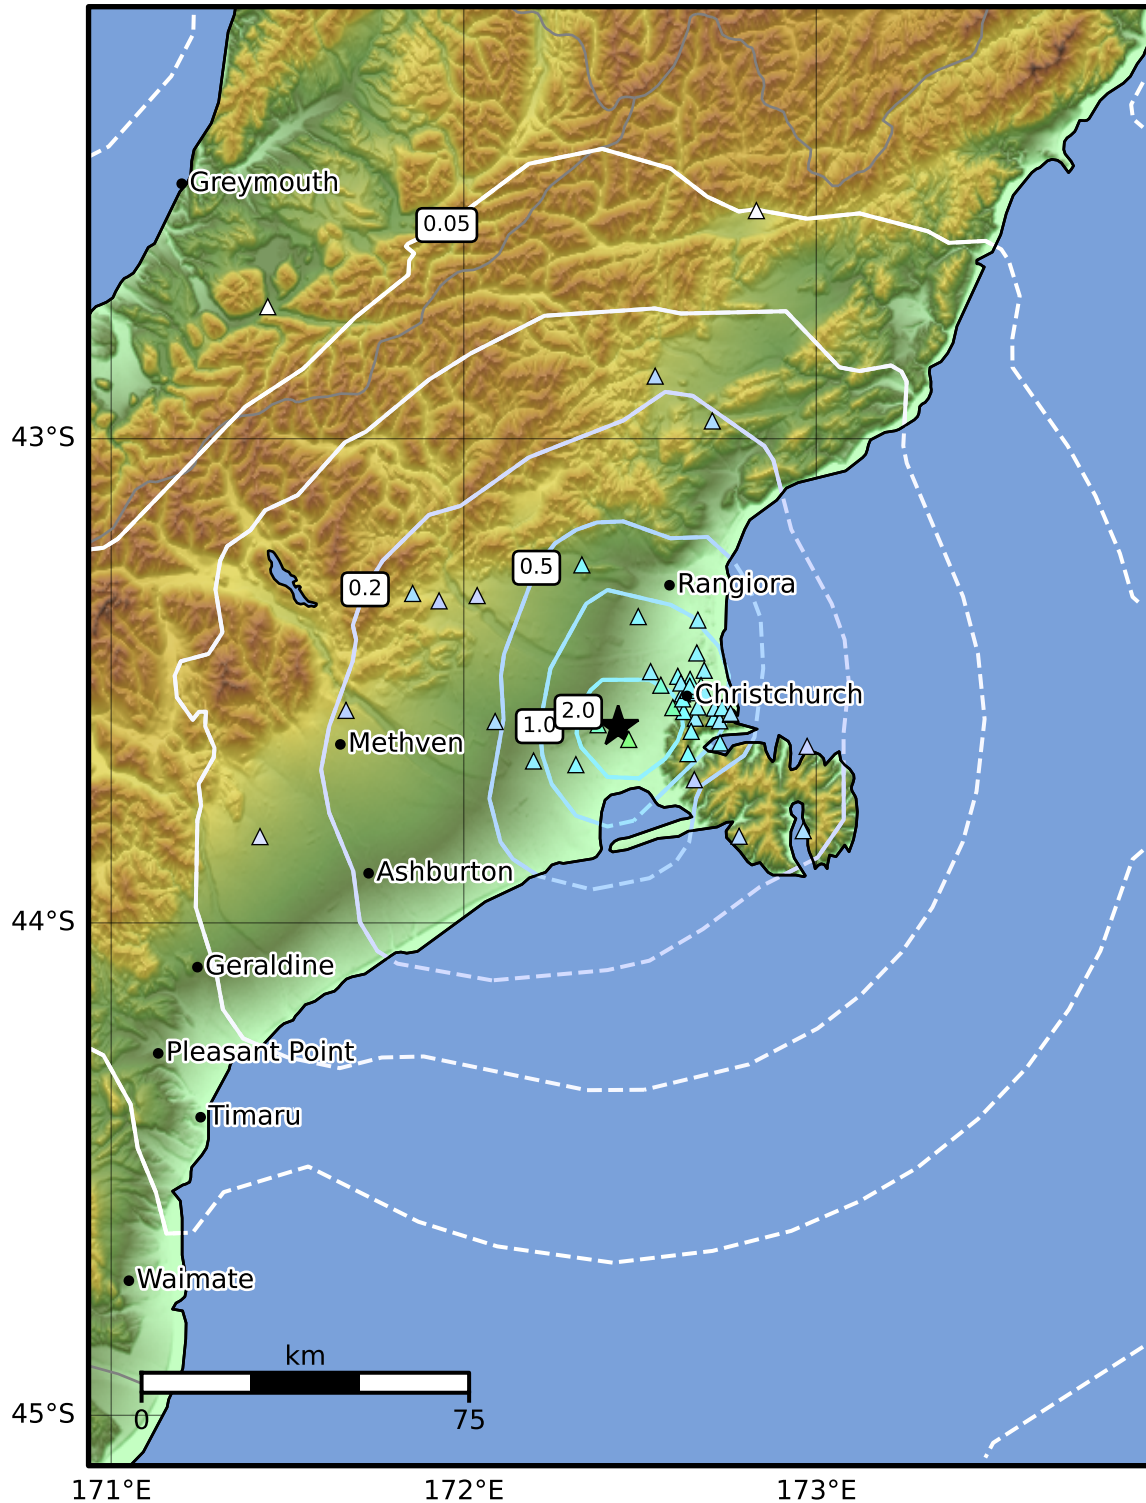 Greymouth
0.05
43°S
0.5
0.2
Rangiora
Christchurch
2.0
1.0
Methven
Ashburton
44°S
Geraldine
Pleasant Point
Timaru
Waimate
km
0
75
45°S
171°E
172°E
173°E